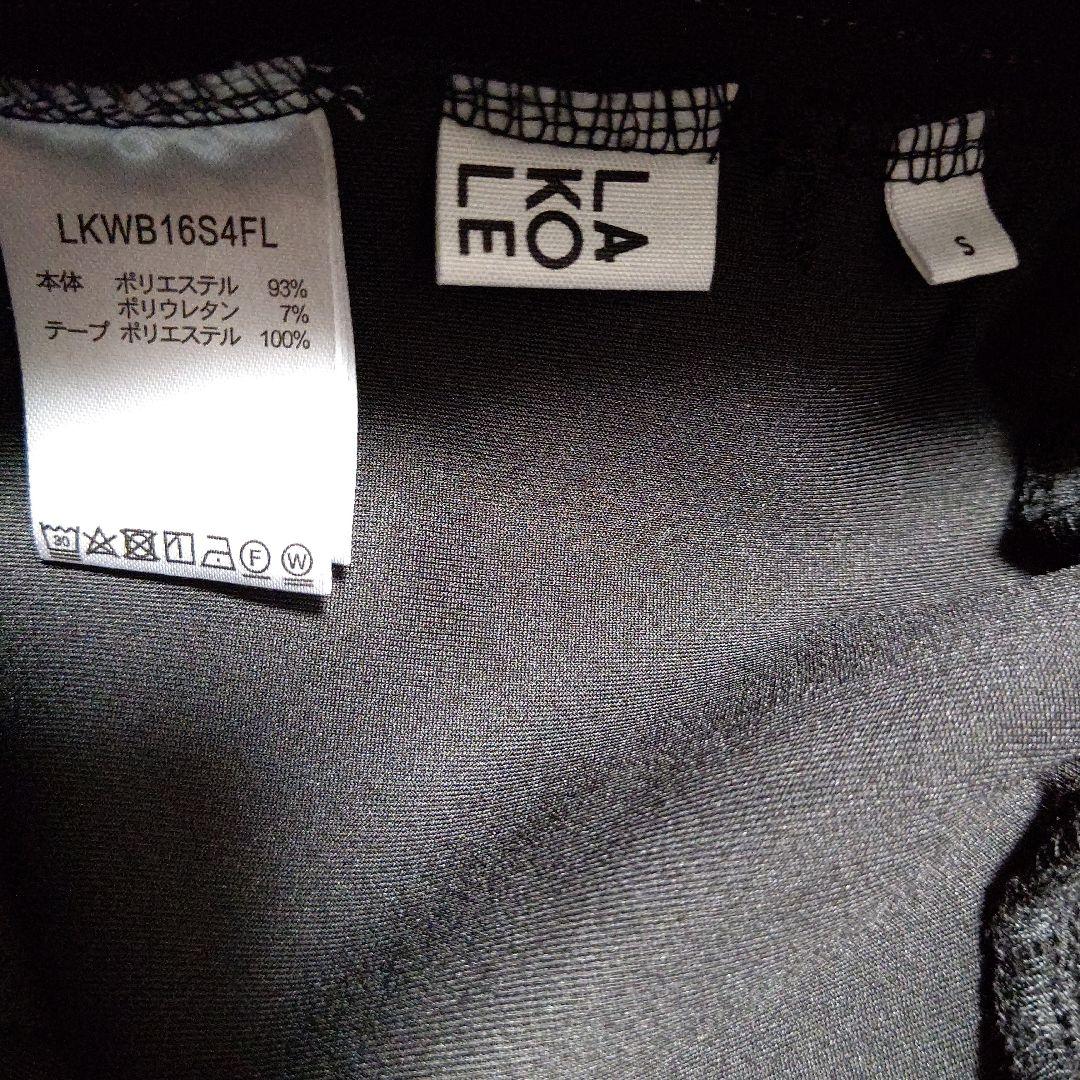 LKWB16S4FL
本体 ポリエステル 93%
ポリウレタン 7%
テープ ポリエステル 100%
30
F
W
LA
KO
LE
S